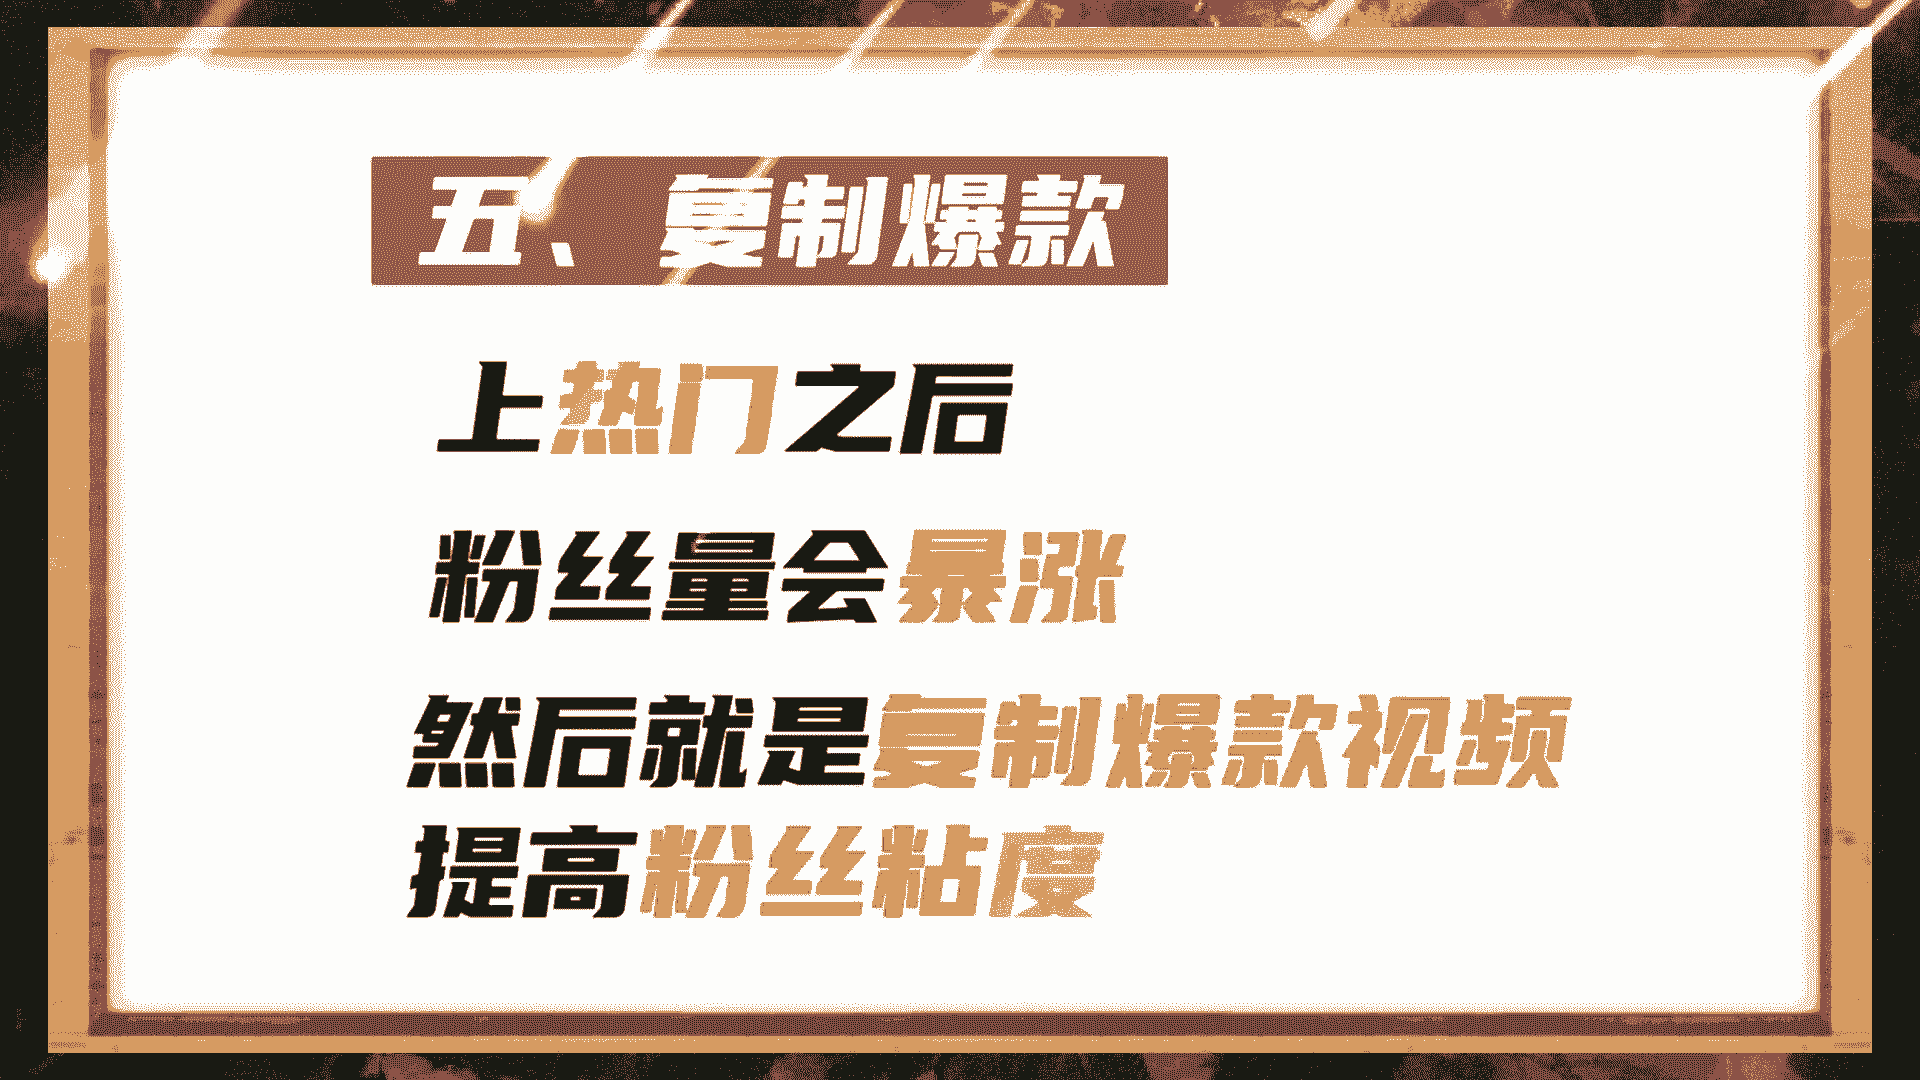 五、复制爆款
上热门之后
粉丝量会暴涨
然后就是复制爆款视频
提高粉丝粘度